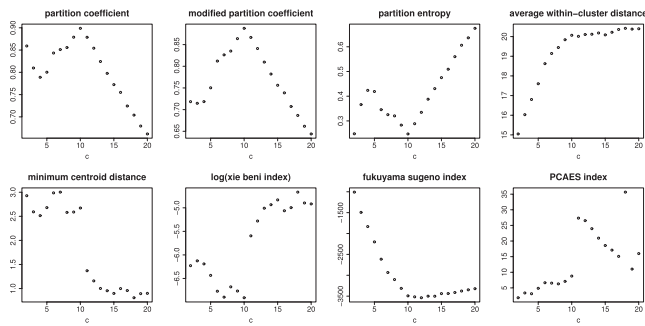 partition coefficient
modified partition coefficient
partition entropy
average within−cluster distance
0.90
0.85
0.80
0.75
0.70
5 10 15 20
c
0.85
0.80
0.75
0.70
0.65
5 10 15 20
c
0.6
0.5
0.4
0.3
5 10 15 20
c
20
19
18
17
16
15
5 10 15 20
c
minimum centroid distance
log(xie beni index)
fukuyama sugeno index
PCAES index
3.0
2.5
2.0
1.5
1.0
5 10 15 20
c
−5.0
−5.5
−6.0
−6.5
5 10 15 20
c
−1500
−2500
−3500
5 10 15 20
c
35
30
25
20
15
10
5
5 10 15 20
c